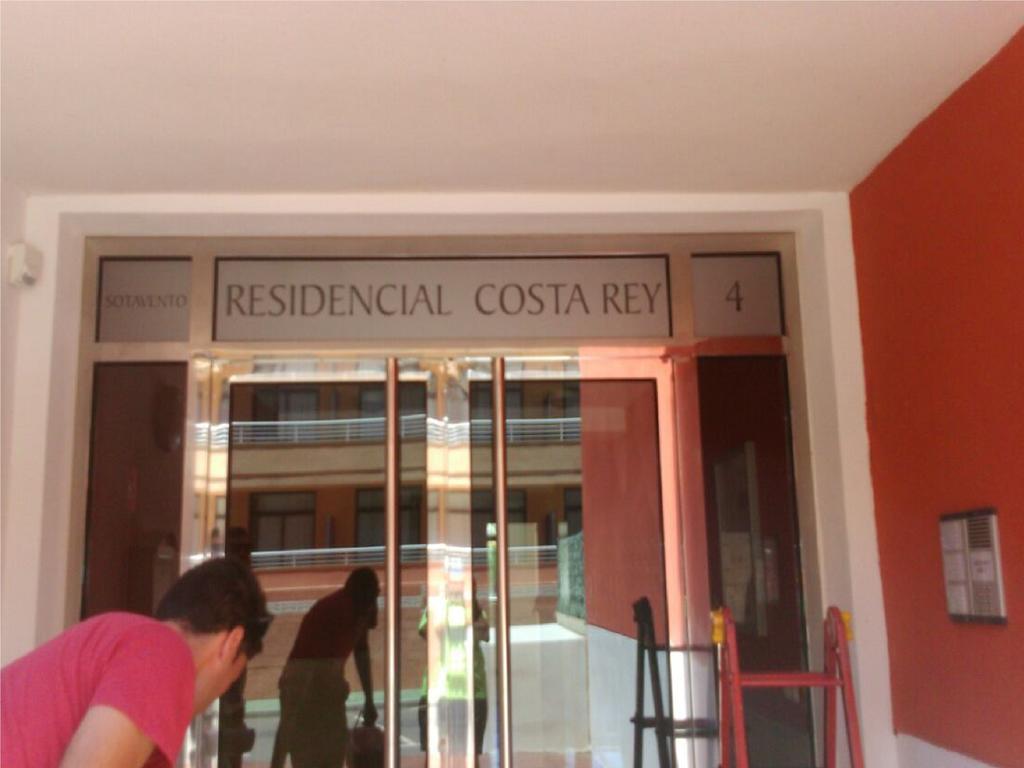 SOTAVENTO
RESIDENCIAL COSTA REY
4